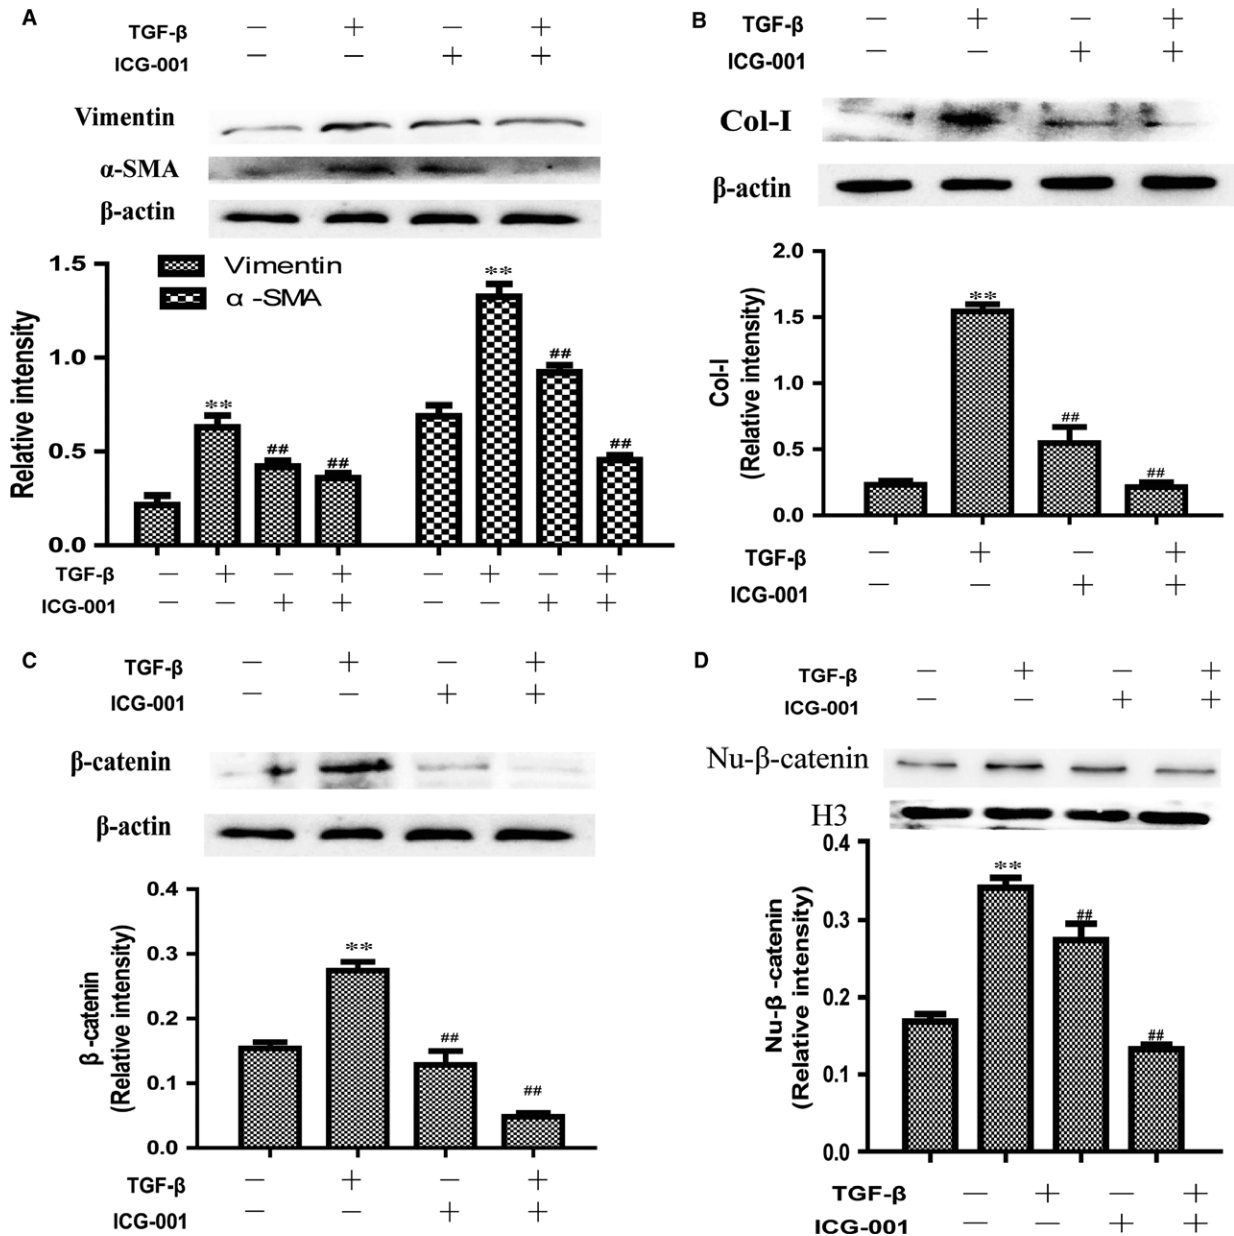 A
TGF-β — + — +
ICG-001 — — + +
Vimentin
α-SMA
β-actin
1.5
1.0
0.5
0.0
Relative intensity
Vimentin
α -SMA
** ## ## ** ## ##
TGF-β — + — + — + — +
ICG-001 — — + + — — + +
B
TGF-β — + — +
ICG-001 — — + +
Col-I
β-actin
2.0
1.5
1.0
0.5
0.0
Col-I
(Relative intensity)
** ## ##
TGF-β — + — +
ICG-001 — — + +
C
TGF-β — + — +
ICG-001 — — + +
β-catenin
β-actin
0.4
0.3
0.2
0.1
0.0
β -catenin
(Relative intensity)
** ## ##
TGF-β — + — +
ICG-001 — — + +
D
TGF-β — + — +
ICG-001 — — + +
Nu-β-catenin
H3
0.4
0.3
0.2
0.1
0.0
Nu-β -catenin
(Relative intensity)
** ## ##
TGF-β — + — +
ICG-001 — — + +